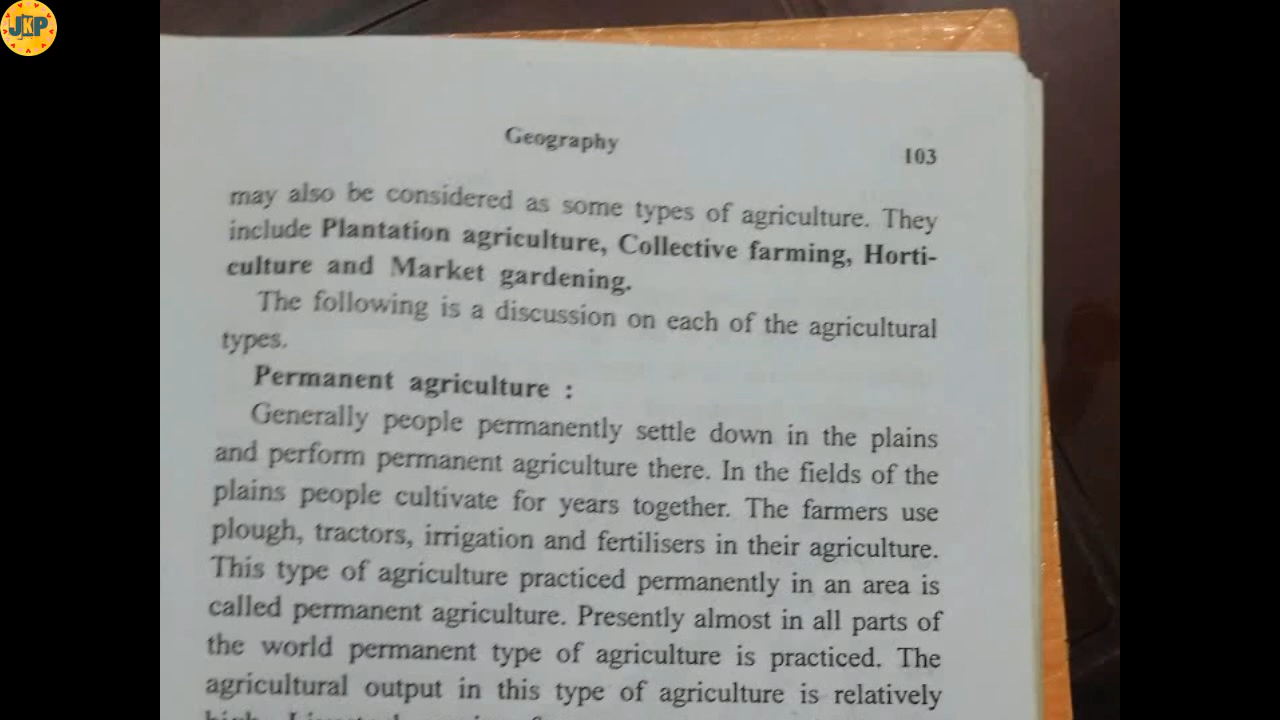 JKP
Geography
103
may also be considered as some types of agriculture. They
include Plantation agriculture, Collective farming, Horti-
culture and Market gardening.
The following is a discussion on each of the agricultural
types.
Permanent agriculture :
Generally people permanently settle down in the plains
and perform permanent agriculture there. In the fields of the
plains people cultivate for years together. The farmers use
plough, tractors, irrigation and fertilisers in their agriculture.
This type of agriculture practiced permanently in an area is
called permanent agriculture. Presently almost in all parts of
the world permanent type of agriculture is practiced. The
agricultural output in this type of agriculture is relatively